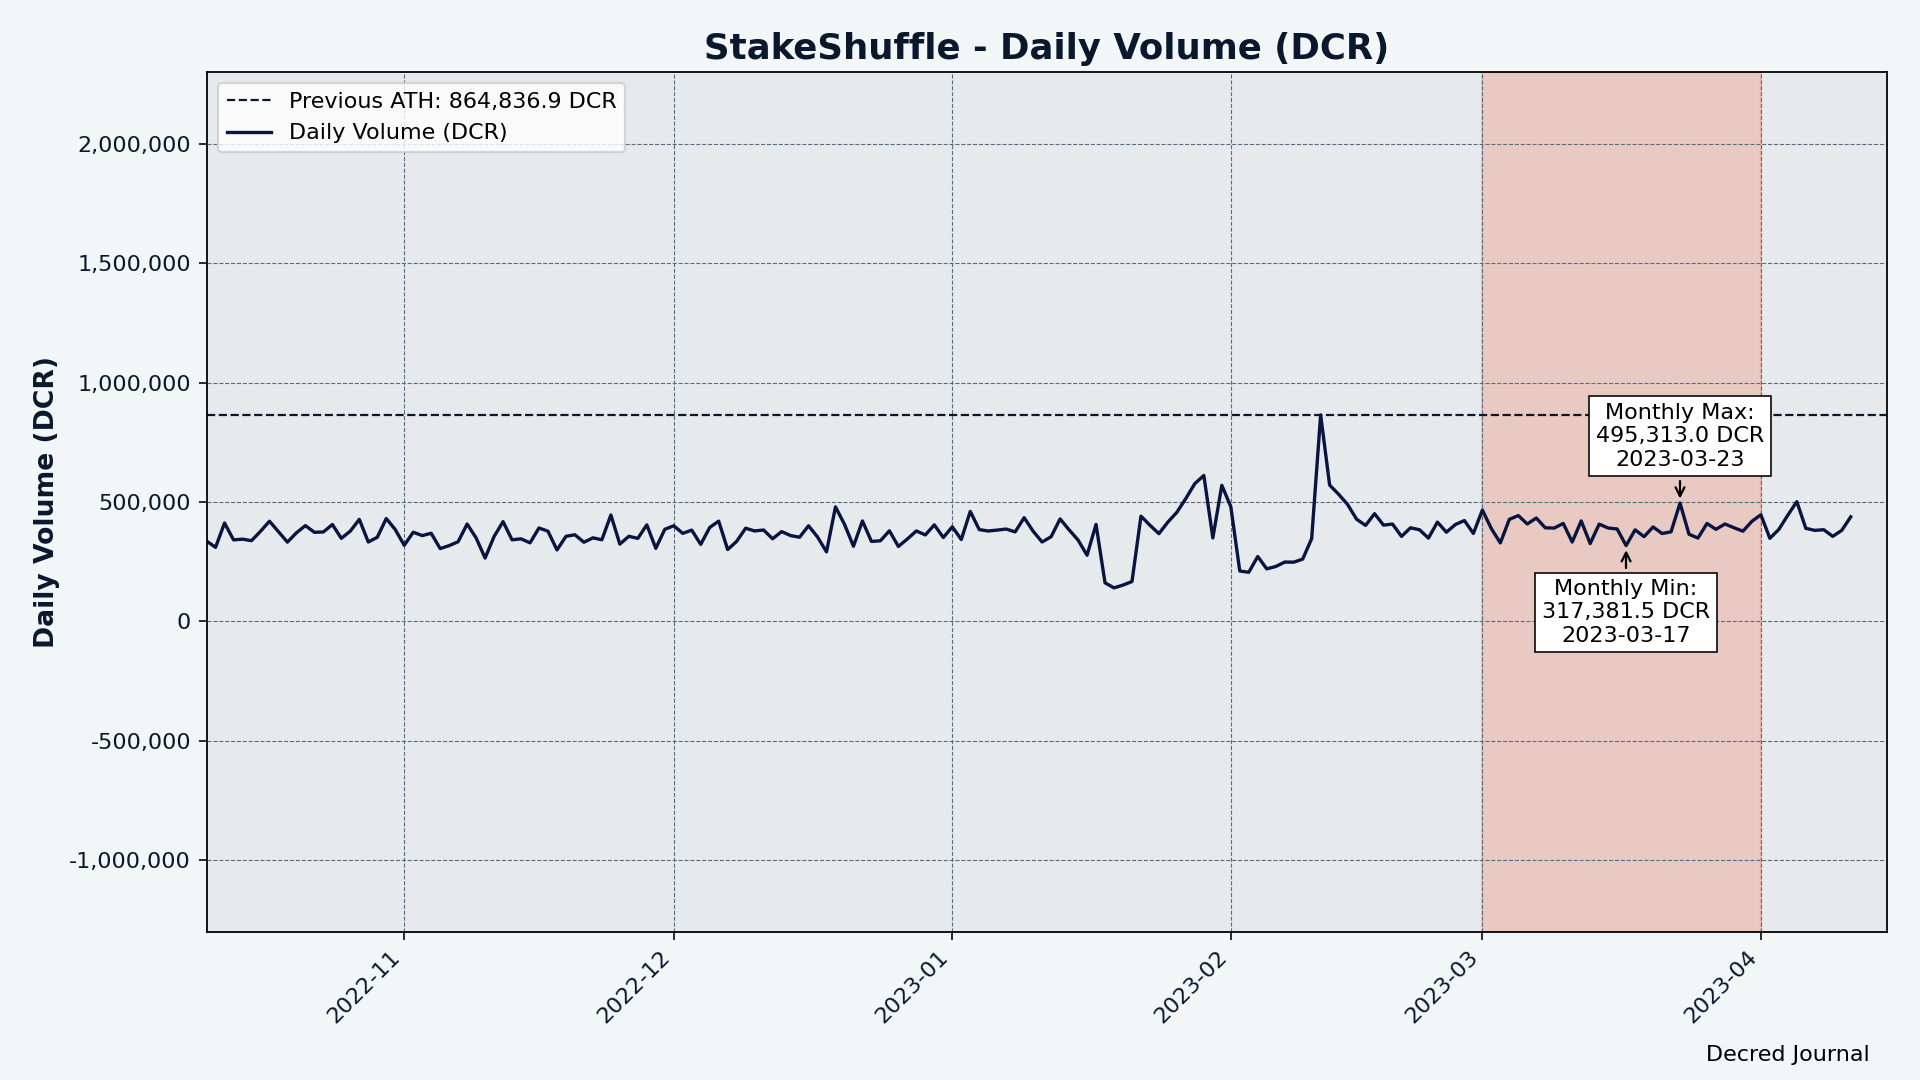 StakeShuffle - Daily Volume (DCR)
Previous ATH: 864,836.9 DCR
Daily Volume (DCR)
Daily Volume (DCR)
2,000,000
1,500,000
1,000,000
500,000
0
-500,000
-1,000,000
Monthly Max:
495,313.0 DCR
2023-03-23
Monthly Min:
317,381.5 DCR
2023-03-17
2022-11
2022-12
2023-01
2023-02
2023-03
2023-04
Decred Journal